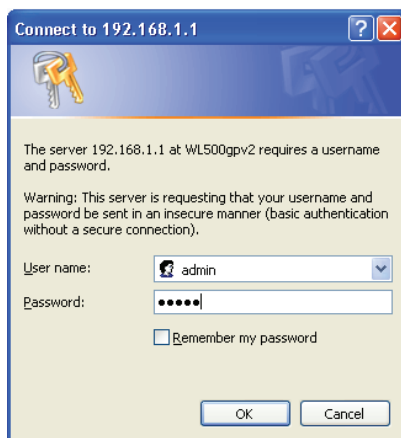 Connect to 192.168.1.1
The server 192.168.1.1 at WL500gpv2 requires a username
and password.
Warning: This server is requesting that your username and
password be sent in an insecure manner (basic authentication
without a secure connection).
User name:
admin
Password:
•••••
Remember my password
OK
Cancel